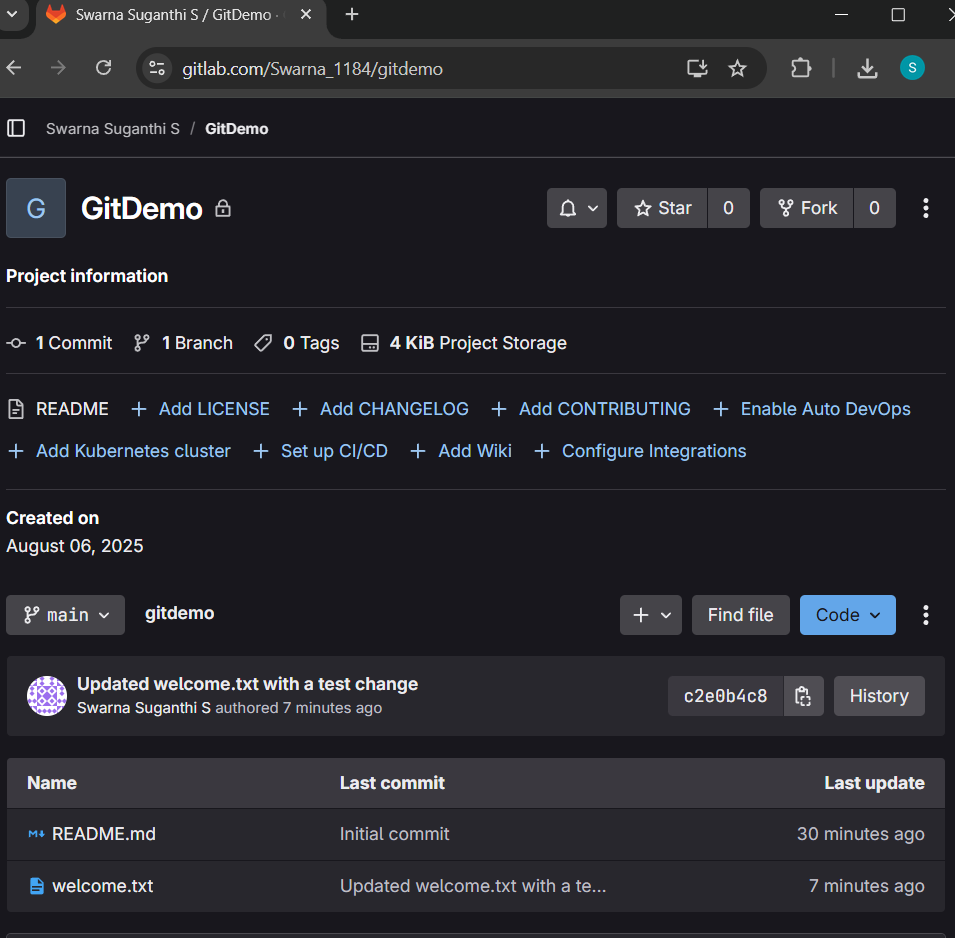 Swarna Suganthi S / GitDemo ·
gitlab.com/Swarna_1184/gitdemo
S
Swarna Suganthi S / GitDemo
G GitDemo
Star 0 Fork 0
Project information
1 Commit 1 Branch 0 Tags 4 KiB Project Storage
README + Add LICENSE + Add CHANGELOG + Add CONTRIBUTING + Enable Auto DevOps
+ Add Kubernetes cluster + Set up CI/CD + Add Wiki + Configure Integrations
Created on
August 06, 2025
main gitdemo + Find file Code
Updated welcome.txt with a test change
Swarna Suganthi S authored 7 minutes ago
c2e0b4c8 History
Name Last commit Last update
README.md Initial commit 30 minutes ago
welcome.txt Updated welcome.txt with a te... 7 minutes ago